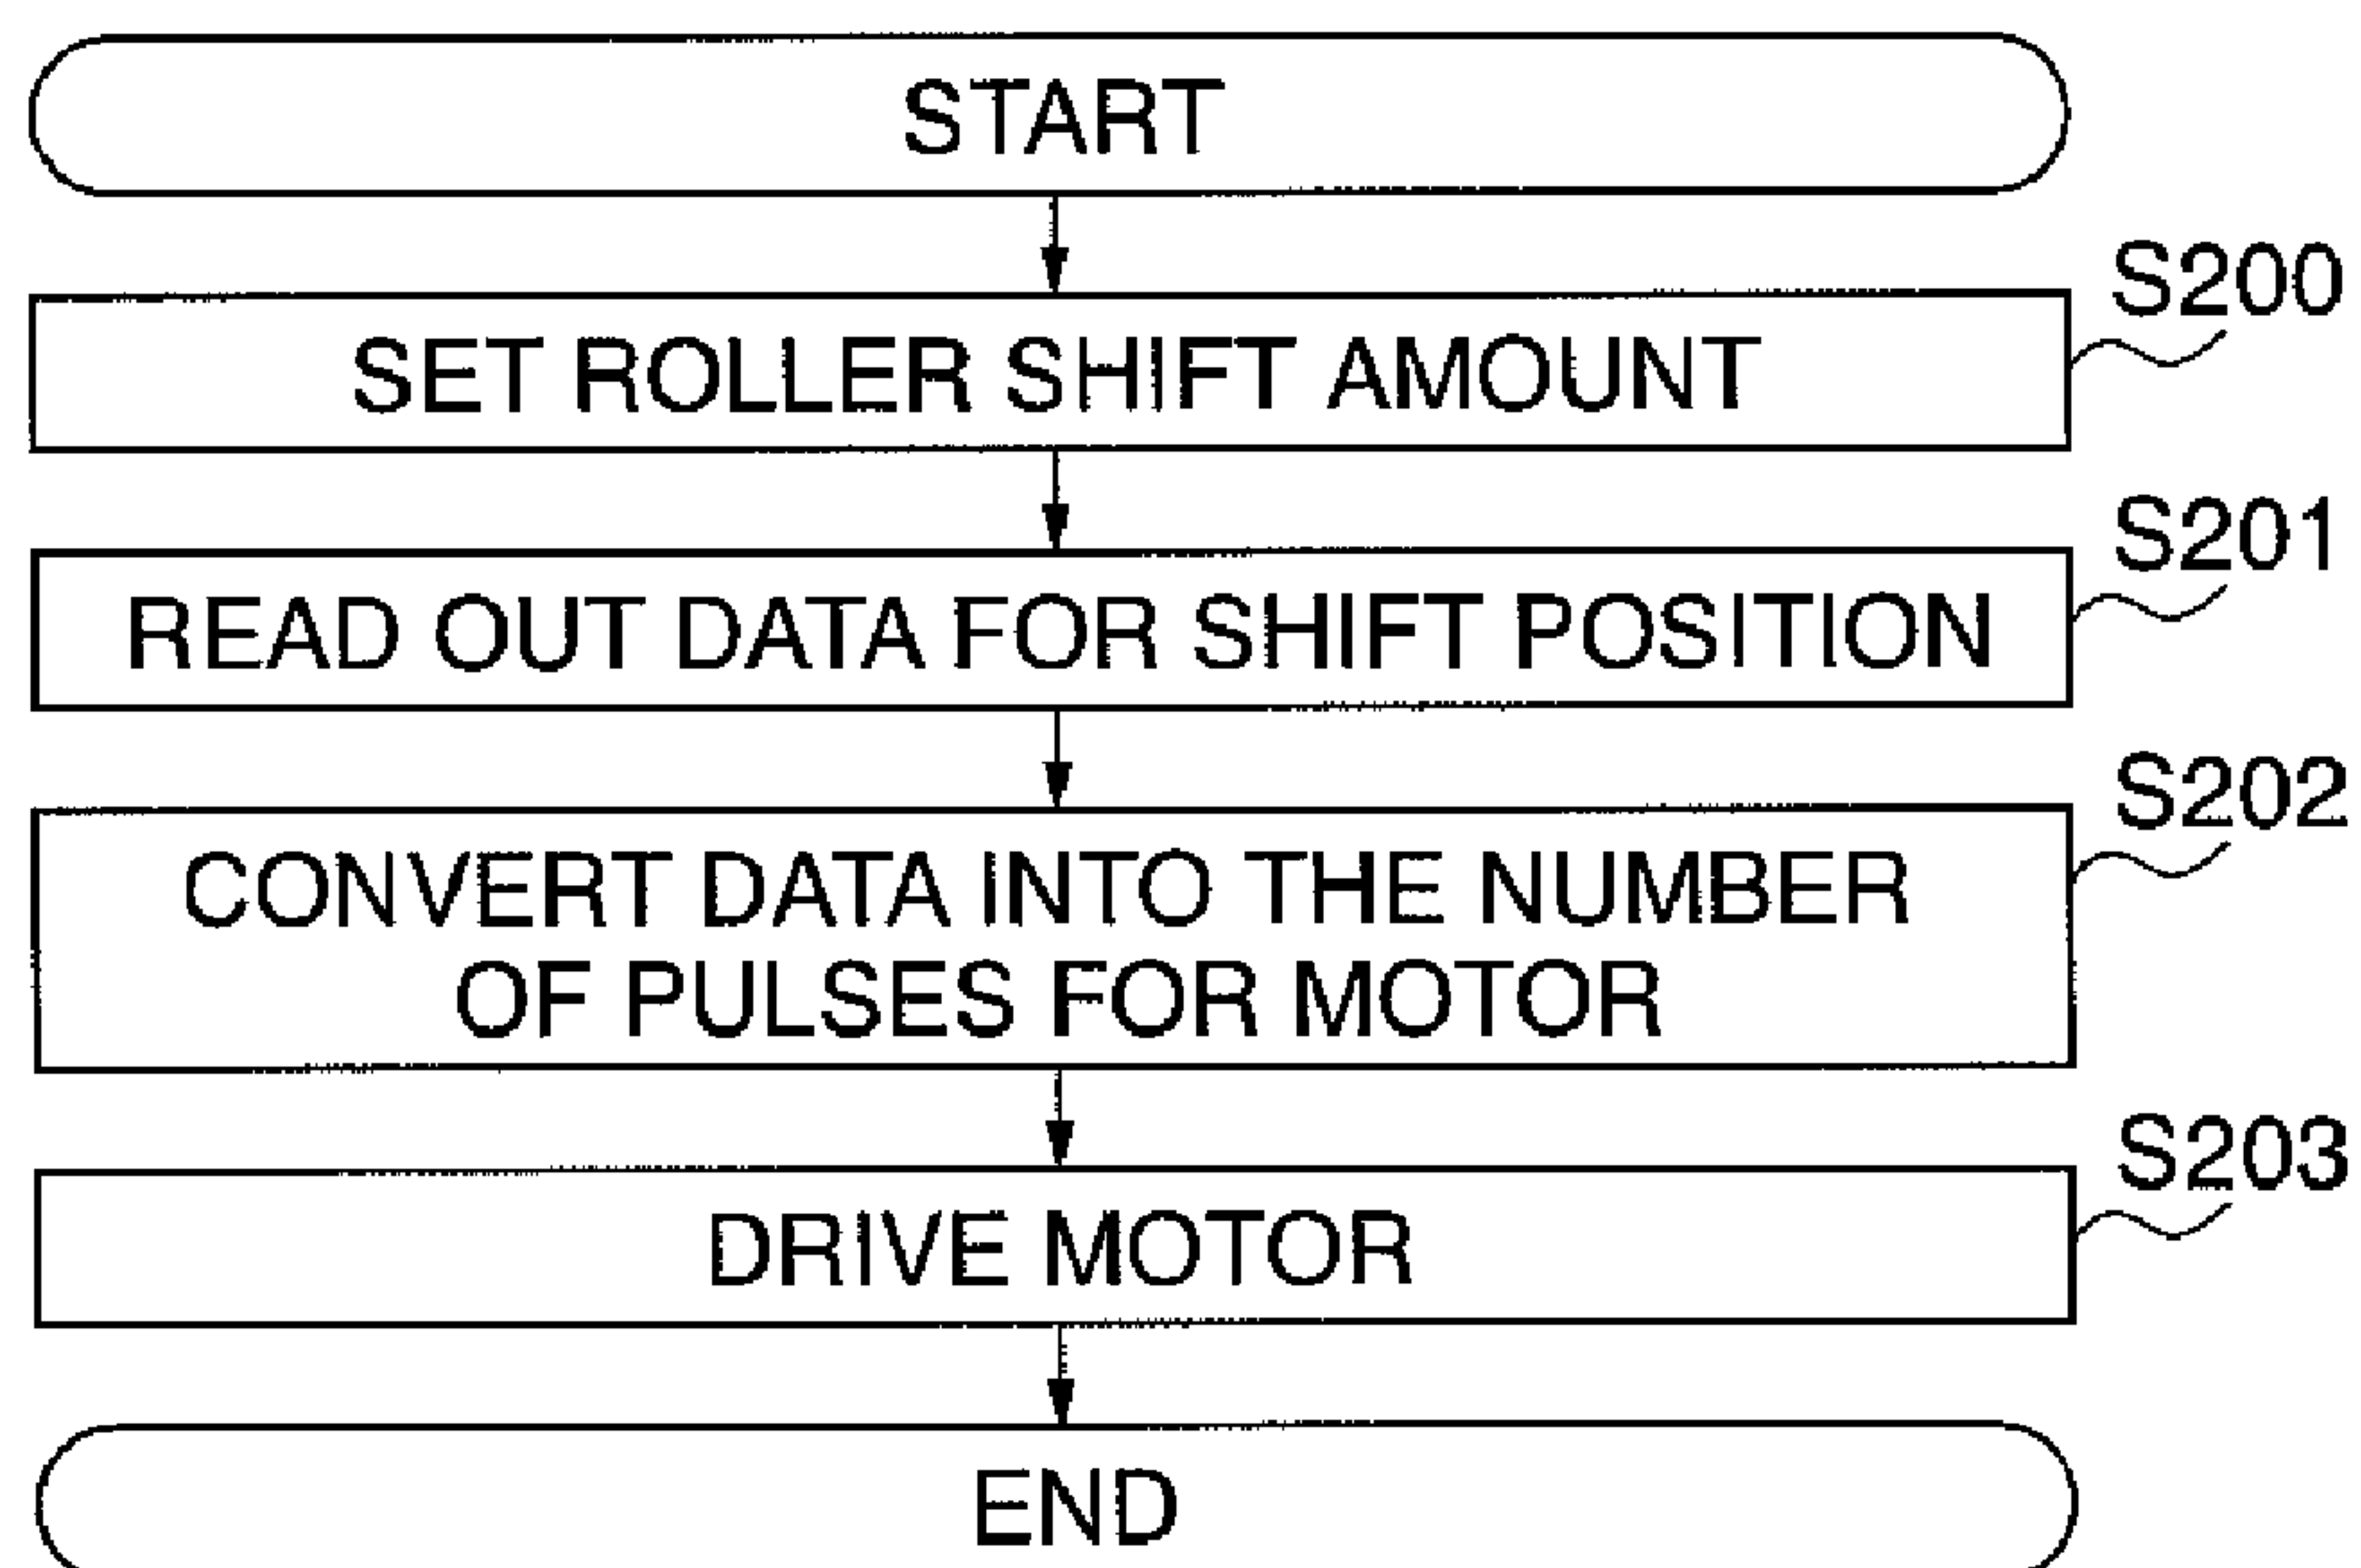 START
S200
SET ROLLER SHIFT AMOUNT
S201
READ OUT DATA FOR SHIFT POSITION
S202
CONVERT DATA INTO THE NUMBER
OF PULSES FOR MOTOR
S203
DRIVE MOTOR
END